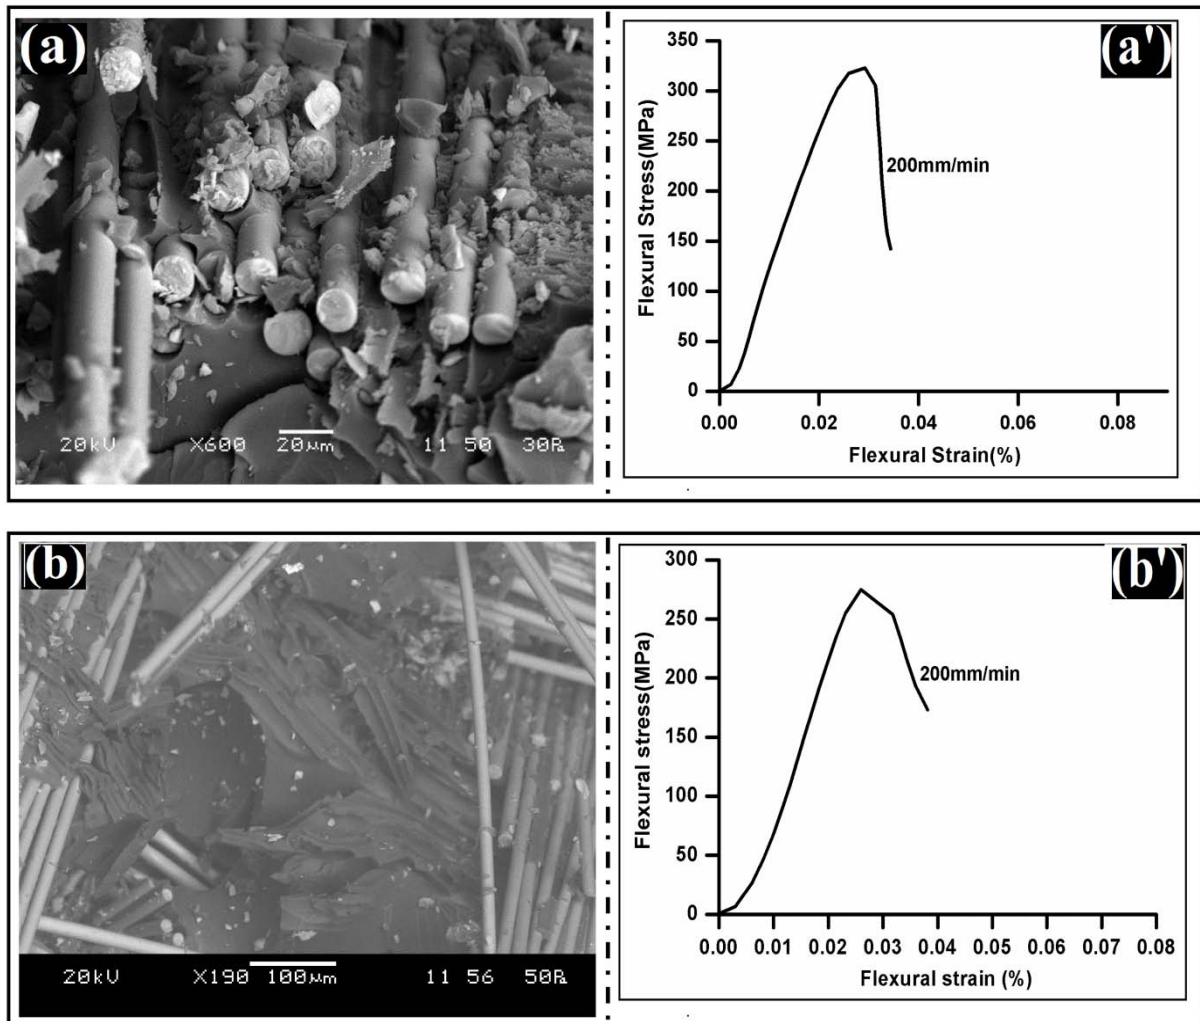 (a)
20kV X600 20μm 11 50 30Pa
(a')
350
300
250
200
150
100
50
0
Flexural Stress(MPa)
200mm/min
0.00 0.02 0.04 0.06 0.08
Flexural Strain(%)
(b)
20kV X190 100μm 11 56 50Pa
(b')
300
250
200
150
100
50
0
Flexural stress(MPa)
200mm/min
0.00 0.01 0.02 0.03 0.04 0.05 0.06 0.07 0.08
Flexural strain (%)